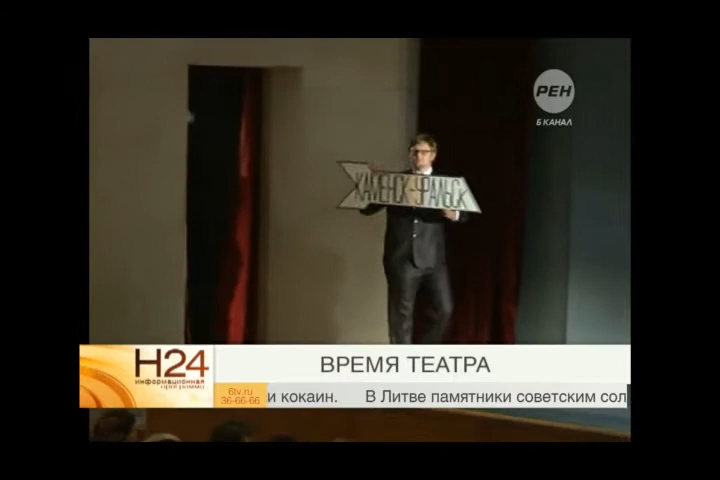 РЕН
6 КАНАЛ
КАМЕНСК-УРАЛЬСК
Н24
информационная
программа
ВРЕМЯ ТЕАТРА
6tv.ru
36-66-66
и кокаин. В Литве памятники советским сол